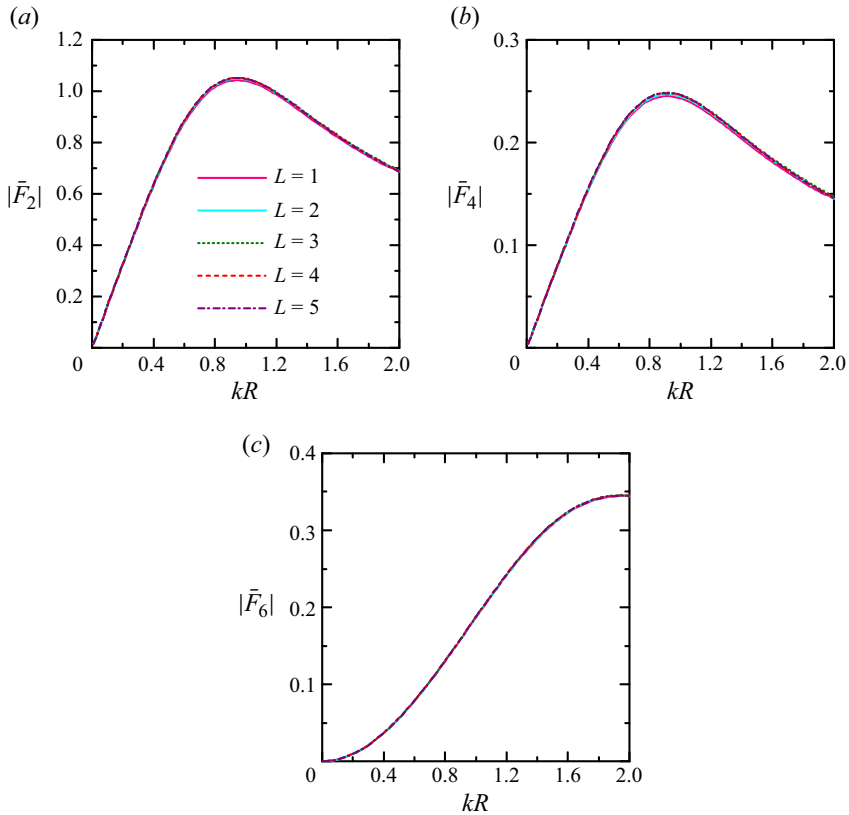 (a)
1.2
1.0
0.8
0.6
0.4
0.2
|F̄₂|
L = 1
L = 2
L = 3
L = 4
L = 5
0 0.4 0.8 1.2 1.6 2.0
kR
(b)
0.3
0.2
0.1
|F̄₄|
0 0.4 0.8 1.2 1.6 2.0
kR
(c)
0.4
0.3
0.2
0.1
|F̄₆|
0 0.4 0.8 1.2 1.6 2.0
kR